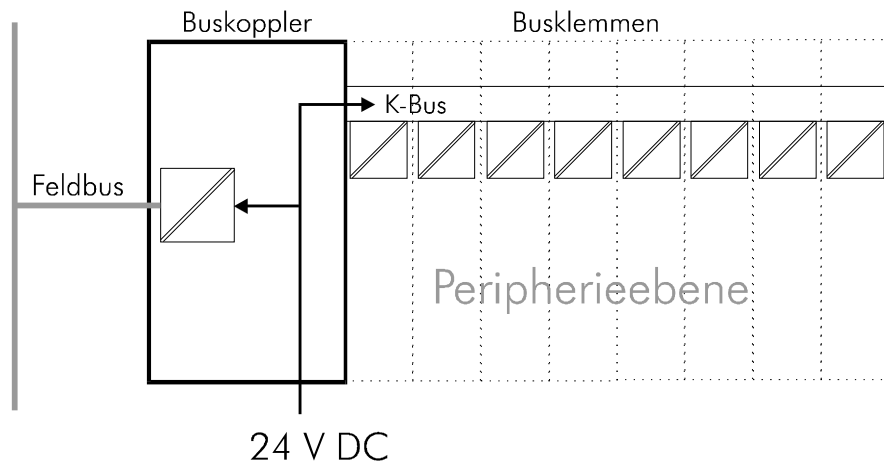 Buskoppler
Busklemmen
K-Bus
Feldbus
Peripherieebene
24 V DC